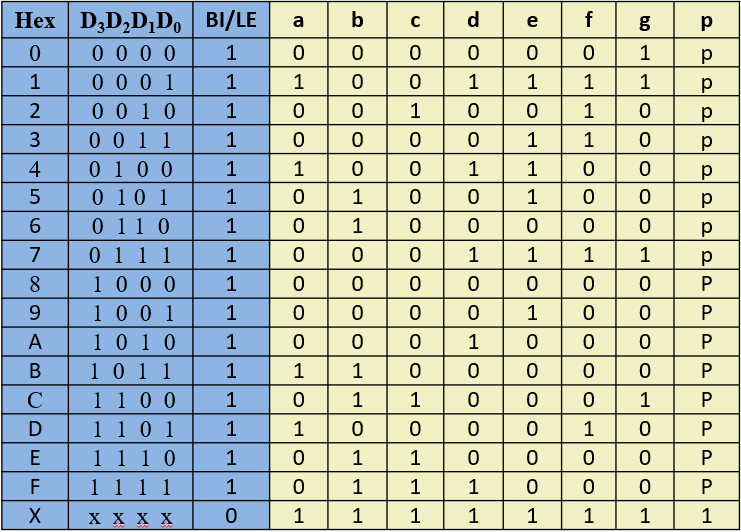 Hex D₃D₂D₁D₀ BI/LE a b c d e f g p
0 0 0 0 0 1 0 0 0 0 0 0 1 p
1 0 0 0 1 1 1 0 0 1 1 1 1 p
2 0 0 1 0 1 0 0 1 0 0 1 0 p
3 0 0 1 1 1 0 0 0 0 1 1 0 p
4 0 1 0 0 1 1 0 0 1 1 0 0 p
5 0 1 0 1 1 0 1 0 0 1 0 0 p
6 0 1 1 0 1 0 1 0 0 0 0 0 p
7 0 1 1 1 1 0 0 0 1 1 1 1 p
8 1 0 0 0 1 0 0 0 0 0 0 0 P
9 1 0 0 1 1 0 0 0 0 1 0 0 P
A 1 0 1 0 1 0 0 0 1 0 0 0 P
B 1 0 1 1 1 1 1 0 0 0 0 0 P
C 1 1 0 0 1 0 1 1 0 0 0 1 P
D 1 1 0 1 1 1 0 0 0 0 1 0 P
E 1 1 1 0 1 0 1 1 0 0 0 0 P
F 1 1 1 1 1 0 1 1 1 0 0 0 P
X x x x x 0 1 1 1 1 1 1 1 1